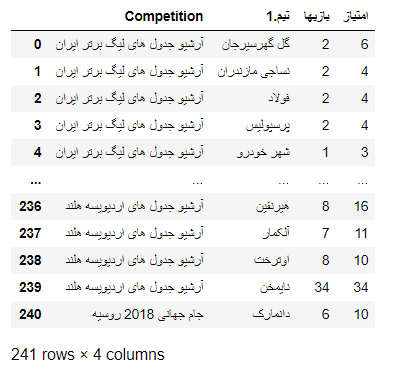 Competition تیم.1 بازیها امتیاز
0 آرشیو جدول های لیگ برتر ایران گل گهرسیرجان 2 6
1 آرشیو جدول های لیگ برتر ایران نساجی مازندران 2 4
2 آرشیو جدول های لیگ برتر ایران فولاد 2 4
3 آرشیو جدول های لیگ برتر ایران پرسپولیس 2 4
4 آرشیو جدول های لیگ برتر ایران شهر خودرو 1 3
... ... ... ... ...
236 آرشیو جدول های اردیویسه هلند هیرنفین 8 16
237 آرشیو جدول های اردیویسه هلند آلکمار 7 11
238 آرشیو جدول های اردیویسه هلند اوترخت 8 10
239 آرشیو جدول های اردیویسه هلند نایمخن 34 34
240 جام جهانی 2018 روسیه دانمارک 6 10
241 rows × 4 columns